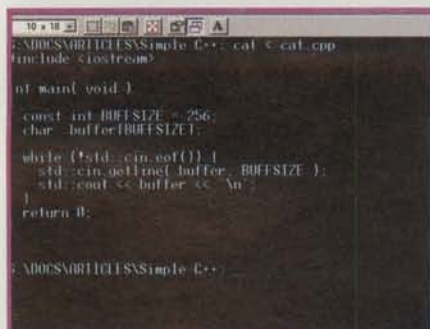 10 x 18 A
:\DOCS\ARTICLES\Simple C++: cat < cat.cpp
#include <iostream>
nt main( void )
const int BUFFSIZE = 256;
char buffer[BUFFSIZE];
while (!std::cin.eof()) {
std::cin.getline( buffer, BUFFSIZE );
std::cout << buffer << '\n';
}
return 0;
:\DOCS\ARTICLES\Simple C++: